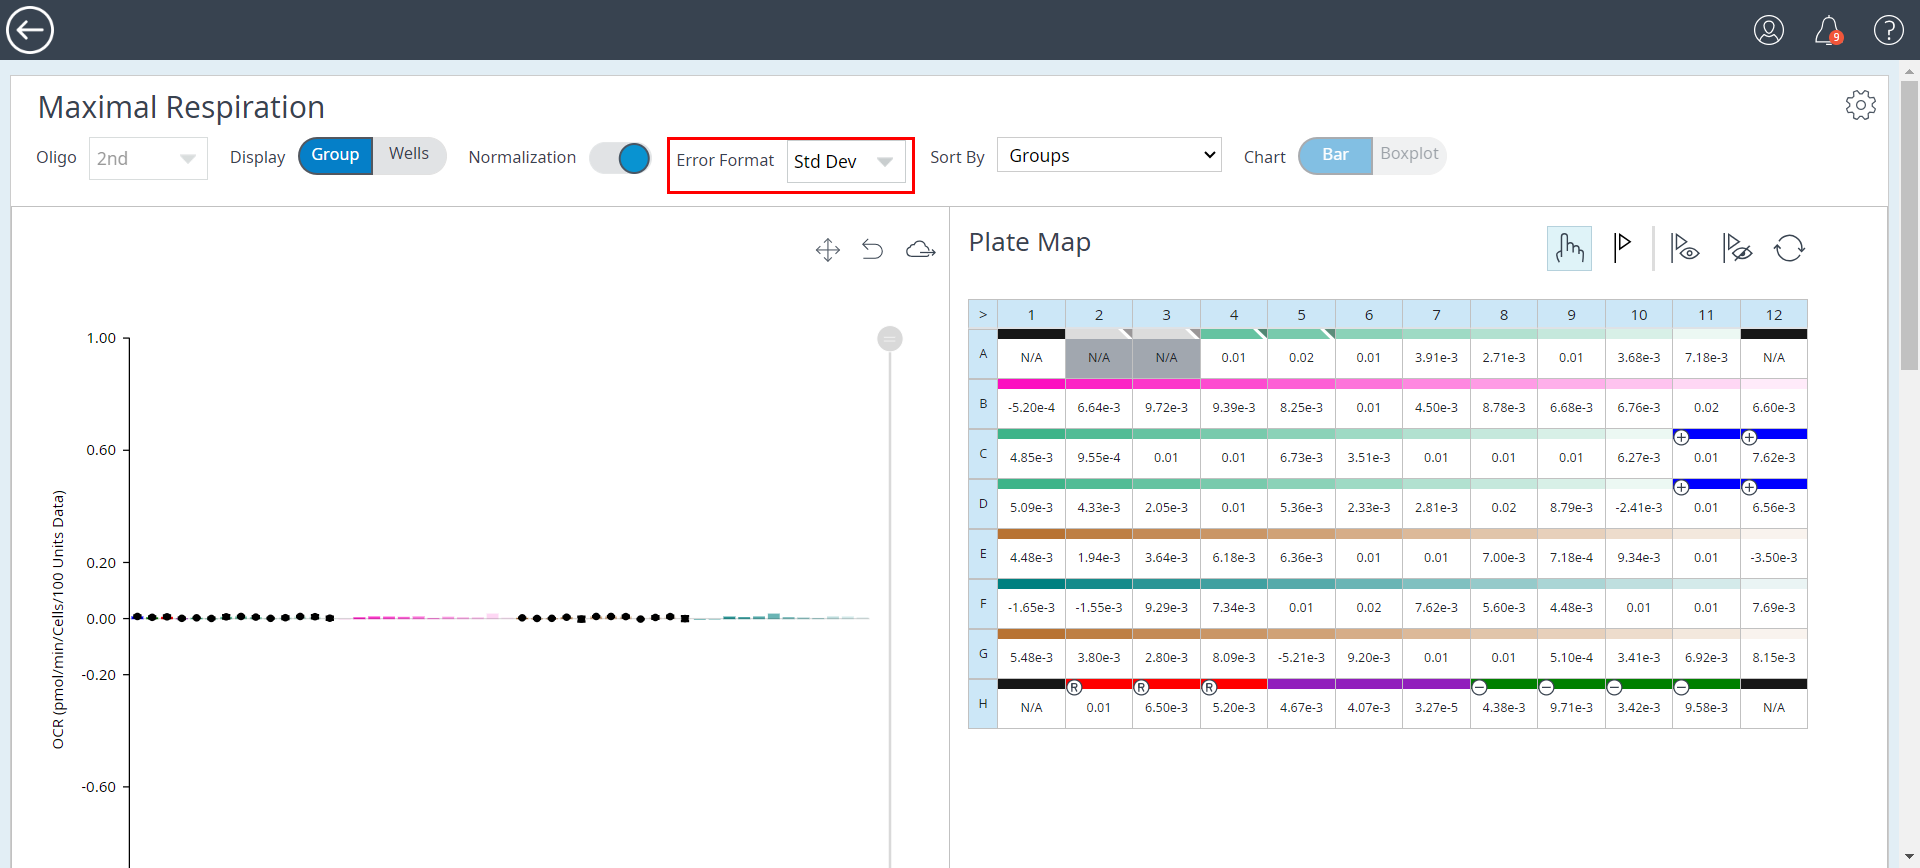 9
?
Maximal Respiration
Oligo 2nd Display Group Wells Normalization Error Format Std Dev Sort By Groups Chart Bar Boxplot
Plate Map
1.00
0.60
0.20
0.00
-0.20
-0.60
OCR (pmol/min/Cells/100 Units Data)
> 1 2 3 4 5 6 7 8 9 10 11 12
A N/A N/A N/A 0.01 0.02 0.01 3.91e-3 2.71e-3 0.01 3.68e-3 7.18e-3 N/A
B -5.20e-4 6.64e-3 9.72e-3 9.39e-3 8.25e-3 0.01 4.50e-3 8.78e-3 6.68e-3 6.76e-3 0.02 6.60e-3
C 4.85e-3 9.55e-4 0.01 0.01 6.73e-3 3.51e-3 0.01 0.01 0.01 6.27e-3 0.01 7.62e-3
D 5.09e-3 4.33e-3 2.05e-3 0.01 5.36e-3 2.33e-3 2.81e-3 0.02 8.79e-3 -2.41e-3 0.01 6.56e-3
E 4.48e-3 1.94e-3 3.64e-3 6.18e-3 6.36e-3 0.01 0.01 7.00e-3 7.18e-4 9.34e-3 0.01 -3.50e-3
F -1.65e-3 -1.55e-3 9.29e-3 7.34e-3 0.01 0.02 7.62e-3 5.60e-3 4.48e-3 0.01 0.01 7.69e-3
G 5.48e-3 3.80e-3 2.80e-3 8.09e-3 -5.21e-3 9.20e-3 0.01 0.01 5.10e-4 3.41e-3 6.92e-3 8.15e-3
R R R
H N/A 0.01 6.50e-3 5.20e-3 4.67e-3 4.07e-3 3.27e-5 4.38e-3 9.71e-3 3.42e-3 9.58e-3 N/A